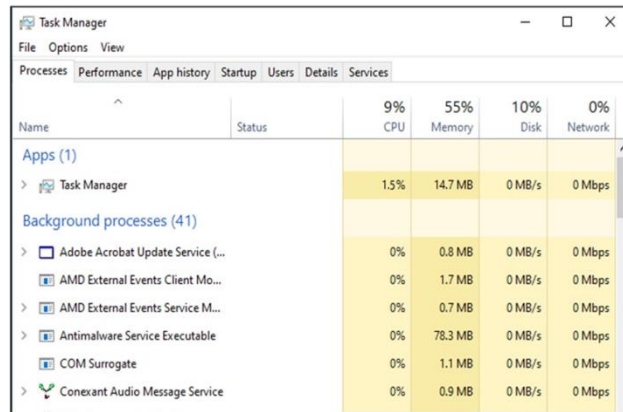 Task Manager
File Options View
Processes Performance App history Startup Users Details Services
9% 55% 10% 0%
Name Status CPU Memory Disk Network
Apps (1)
Task Manager 1.5% 14.7 MB 0 MB/s 0 Mbps
Background processes (41)
Adobe Acrobat Update Service (... 0% 0.8 MB 0 MB/s 0 Mbps
AMD External Events Client Mo... 0% 1.7 MB 0 MB/s 0 Mbps
AMD External Events Service M... 0% 0.7 MB 0 MB/s 0 Mbps
Antimalware Service Executable 0% 78.3 MB 0 MB/s 0 Mbps
COM Surrogate 0% 1.1 MB 0 MB/s 0 Mbps
Conexant Audio Message Service 0% 0.9 MB 0 MB/s 0 Mbps